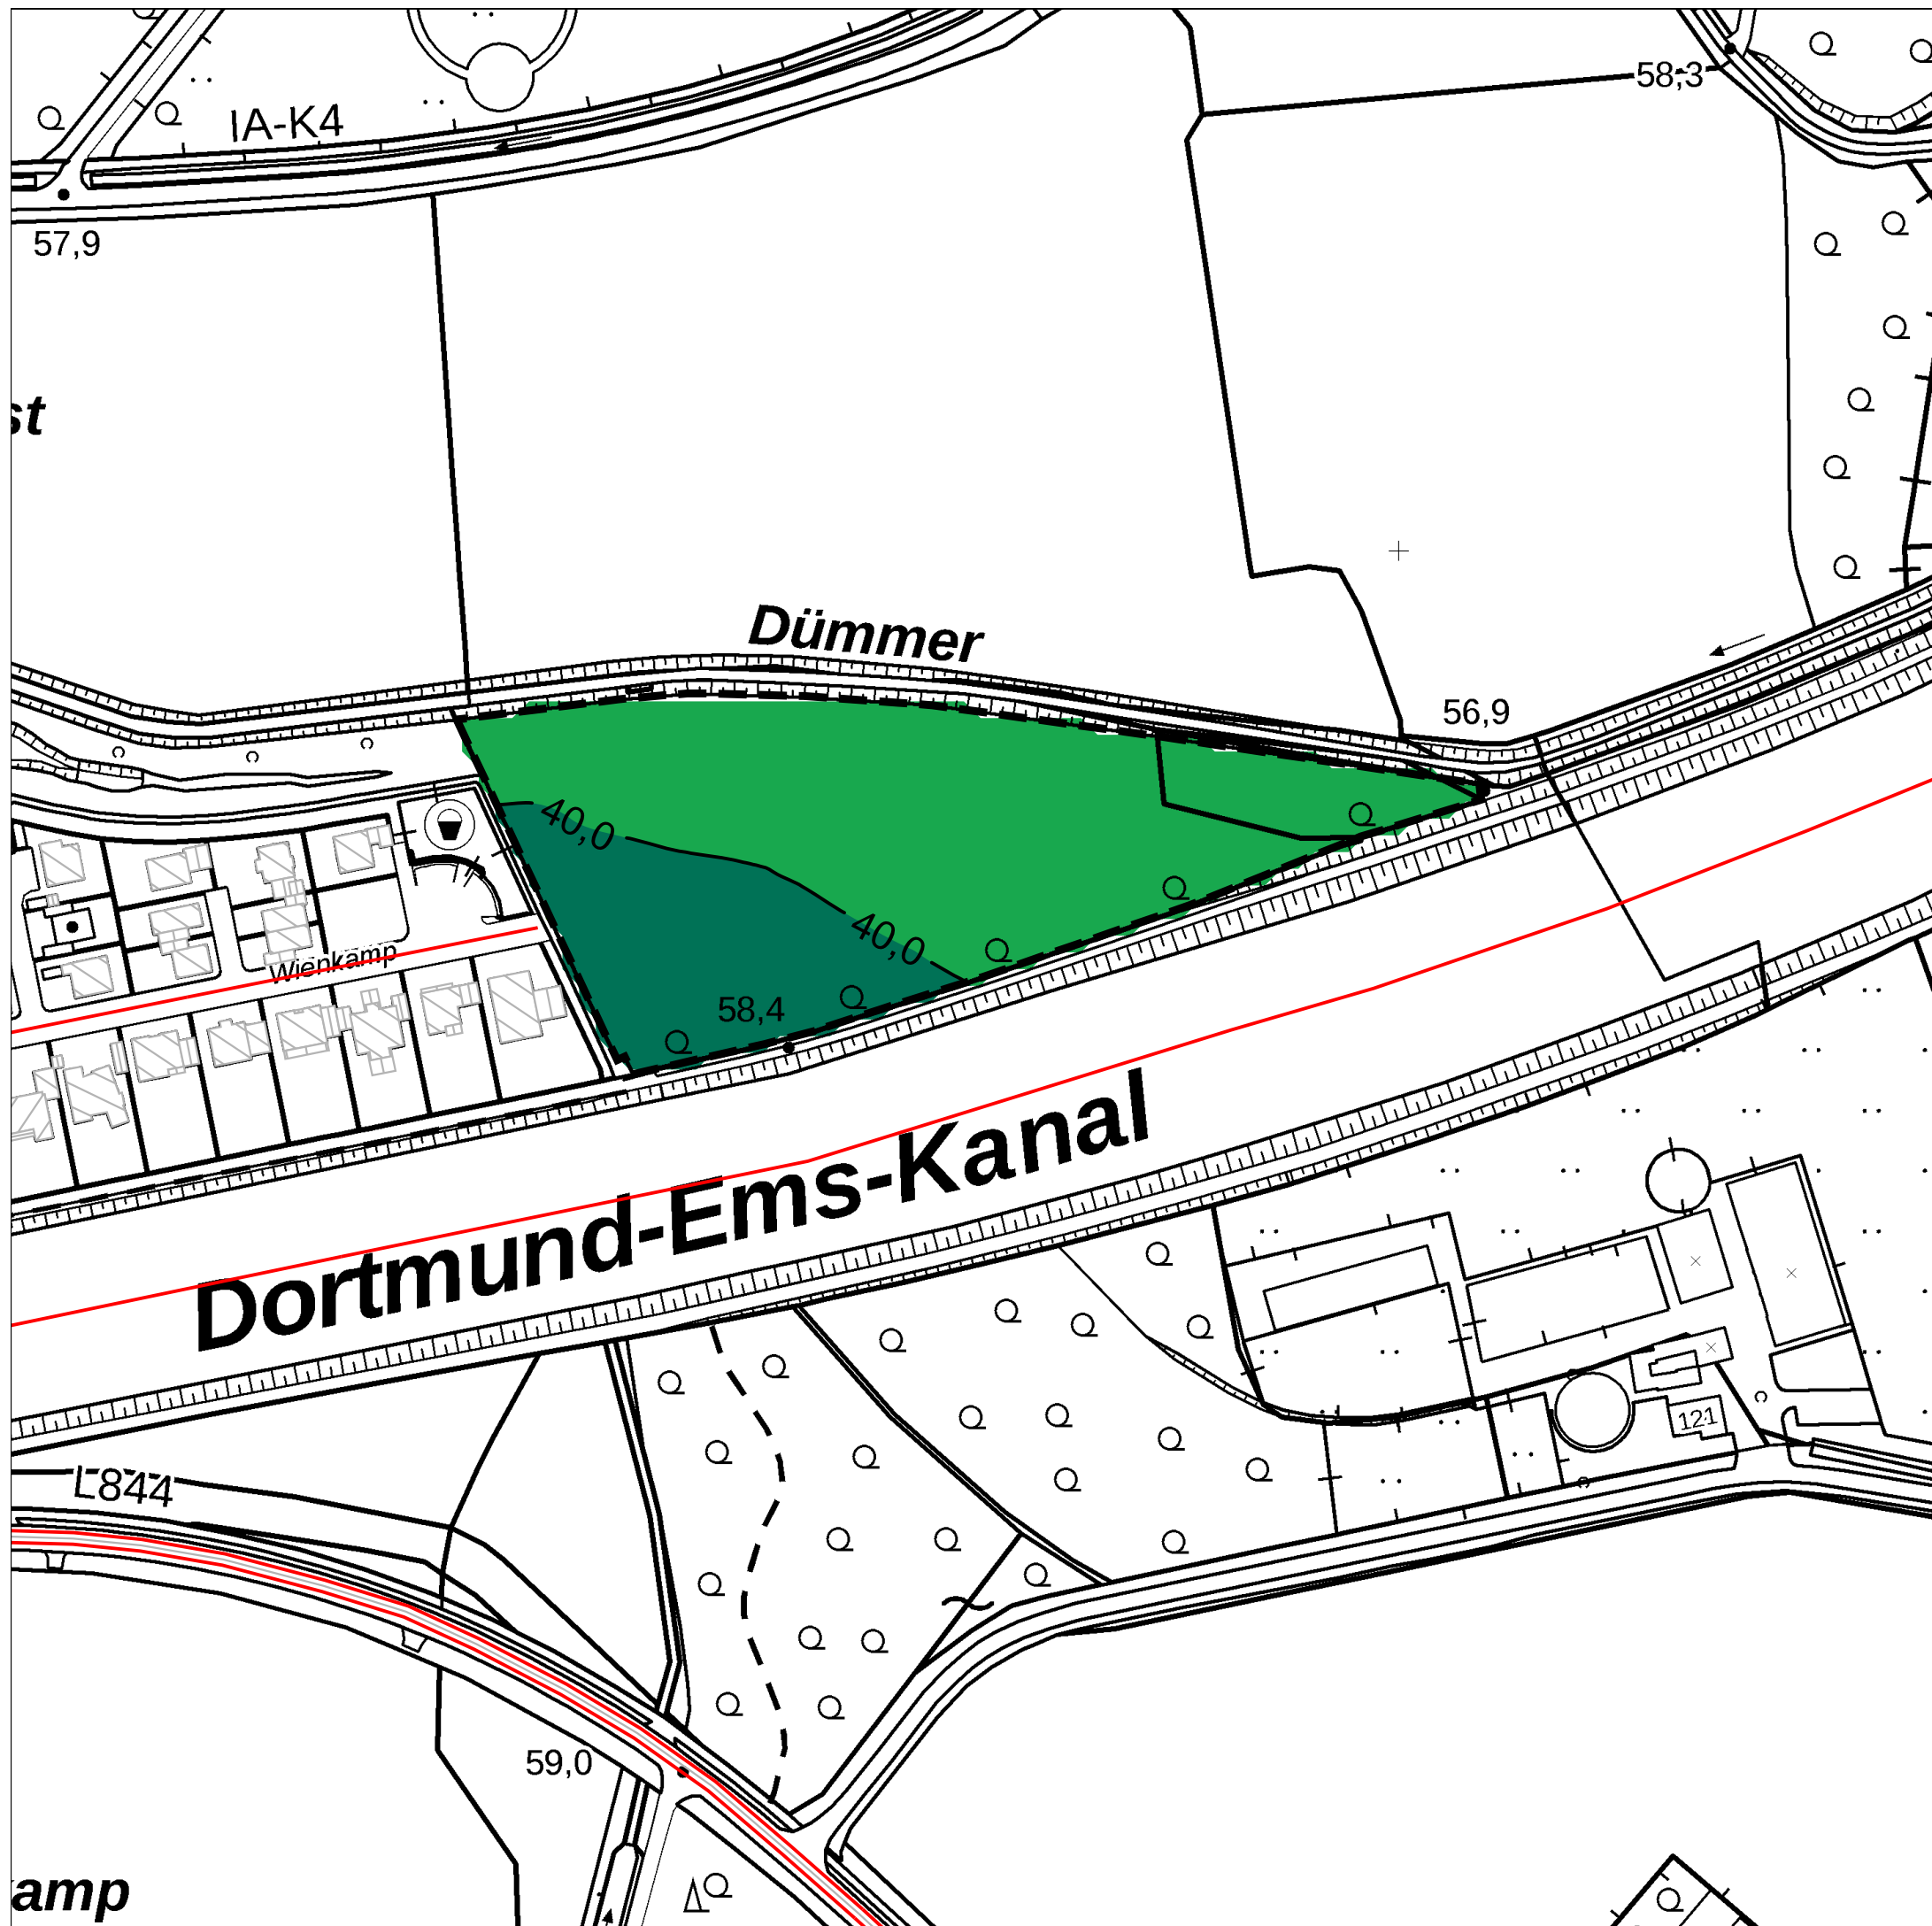 58,3
IA-K4
57,9
st
Dümmer
56,9
40,0
40,0
Wienkamp
58,4
Dortmund-Ems-Kanal
121
L844
59,0
kamp